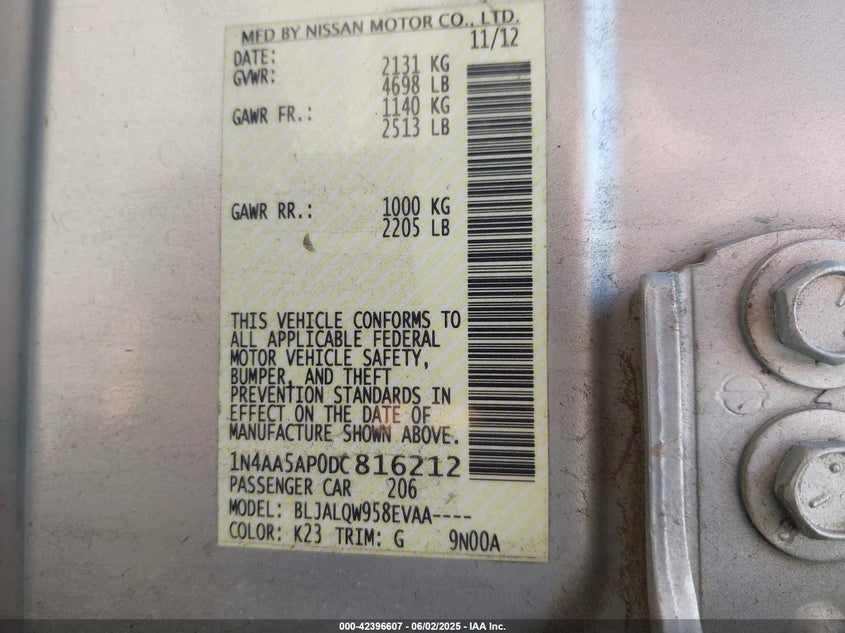 MFD BY NISSAN MOTOR CO., LTD.
DATE: 11/12
GVWR: 2131 KG
4698 LB
GAWR FR.: 1140 KG
2513 LB
GAWR RR.: 1000 KG
2205 LB
THIS VEHICLE CONFORMS TO
ALL APPLICABLE FEDERAL
MOTOR VEHICLE SAFETY,
BUMPER, AND THEFT
PREVENTION STANDARDS IN
EFFECT ON THE DATE OF
MANUFACTURE SHOWN ABOVE.
1N4AA5AP0DC816212
PASSENGER CAR 206
MODEL: BLJALQW958EVAA----
COLOR: K23 TRIM: G 9N00A
000-42396607 - 06/02/2025 - IAA Inc.